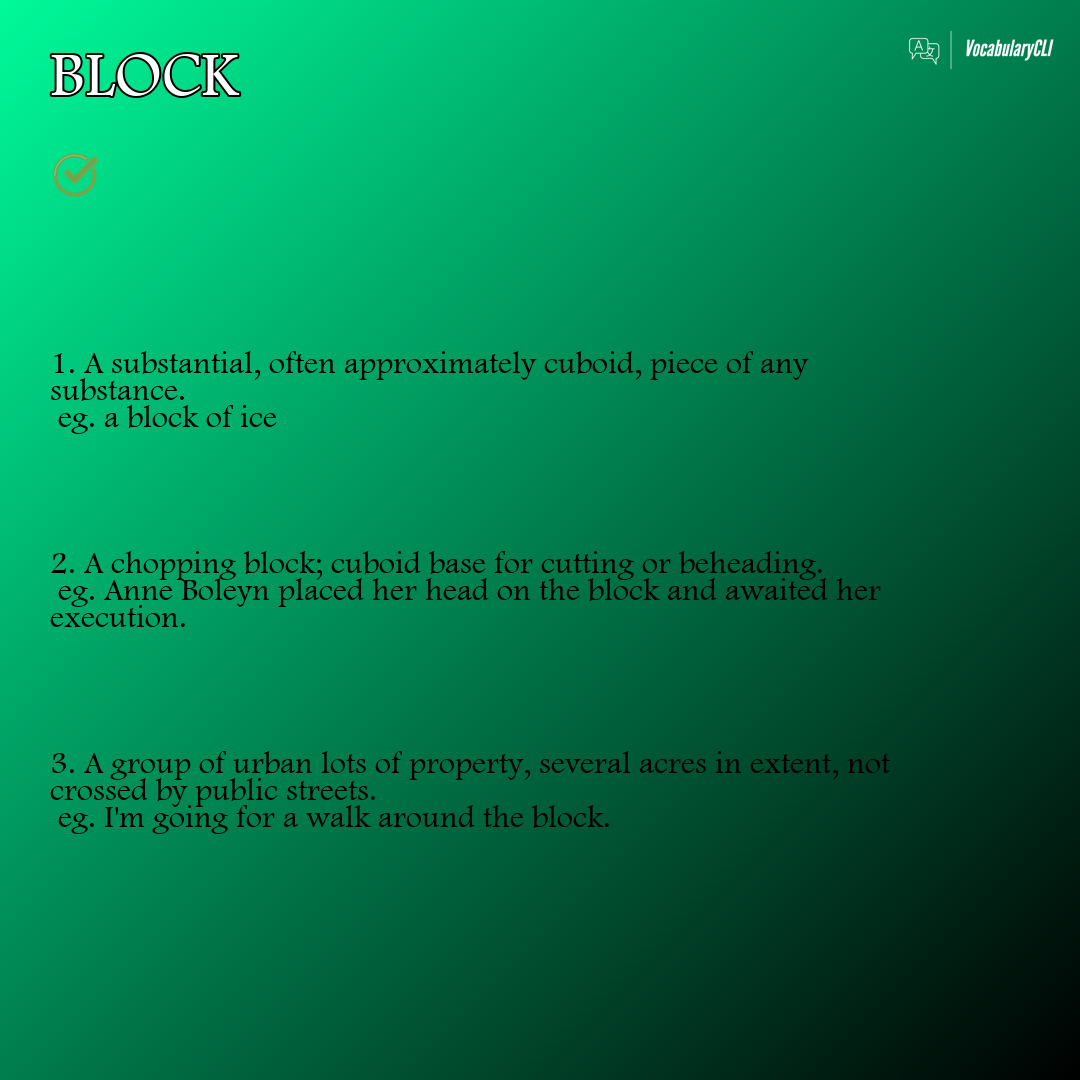 BLOCK
VocabularyCLI
1. A substantial, often approximately cuboid, piece of any
substance.
eg. a block of ice
2. A chopping block; cuboid base for cutting or beheading.
eg. Anne Boleyn placed her head on the block and awaited her
execution.
3. A group of urban lots of property, several acres in extent, not
crossed by public streets.
eg. I'm going for a walk around the block.